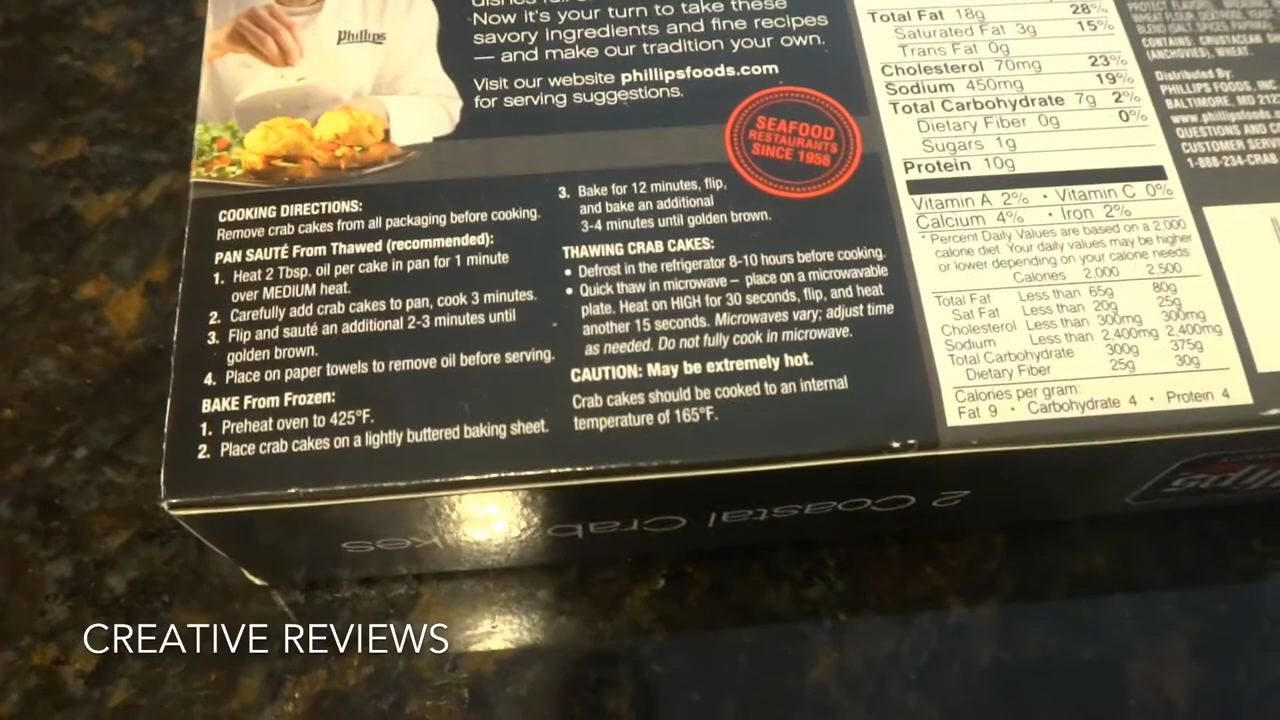 Phillips
Now it's your turn to take these
savory ingredients and fine recipes
— and make our tradition your own.
Visit our website phillipsfoods.com
for serving suggestions.
SEAFOOD
RESTAURANTS
SINCE 1956
COOKING DIRECTIONS:
Remove crab cakes from all packaging before cooking.
PAN SAUTÉ From Thawed (recommended):
1. Heat 2 Tbsp. oil per cake in pan for 1 minute
over MEDIUM heat.
2. Carefully add crab cakes to pan, cook 3 minutes.
3. Flip and sauté an additional 2-3 minutes until
golden brown.
4. Place on paper towels to remove oil before serving.
BAKE From Frozen:
1. Preheat oven to 425°F.
2. Place crab cakes on a lightly buttered baking sheet.
3. Bake for 12 minutes, flip,
and bake an additional
3-4 minutes until golden brown.
THAWING CRAB CAKES:
• Defrost in the refrigerator 8-10 hours before cooking.
• Quick thaw in microwave – place on a microwavable
plate. Heat on HIGH for 30 seconds, flip, and heat
another 15 seconds. Microwaves vary; adjust time
as needed. Do not fully cook in microwave.
CAUTION: May be extremely hot.
Crab cakes should be cooked to an internal
temperature of 165°F.
Total Fat 18g 28%
Saturated Fat 3g 15%
Trans Fat 0g
Cholesterol 70mg 23%
Sodium 450mg 19%
Total Carbohydrate 7g 2%
Dietary Fiber 0g 0%
Sugars 1g
Protein 10g
Vitamin A 2% • Vitamin C 0%
Calcium 4% • Iron 2%
* Percent Daily Values are based on a 2,000
calorie diet. Your daily values may be higher
or lower depending on your calorie needs
Calories 2,000 2,500
Total Fat Less than 65g 80g
Sat Fat Less than 20g 25g
Cholesterol Less than 300mg 300mg
Sodium Less than 2,400mg 2,400mg
Total Carbohydrate 300g 375g
Dietary Fiber 25g 30g
Calories per gram:
Fat 9 • Carbohydrate 4 • Protein 4
CONTAINS: CRUSTACEAN
(ANCHOVIES), WHEAT.
Distributed By:
PHILLIPS FOODS, INC
BALTIMORE, MD 212
www.phillipsfoods.
QUESTIONS AND
CUSTOMER SERV
1-888-234-CRAB
2 Coastal Crab Cakes
CREATIVE REVIEWS